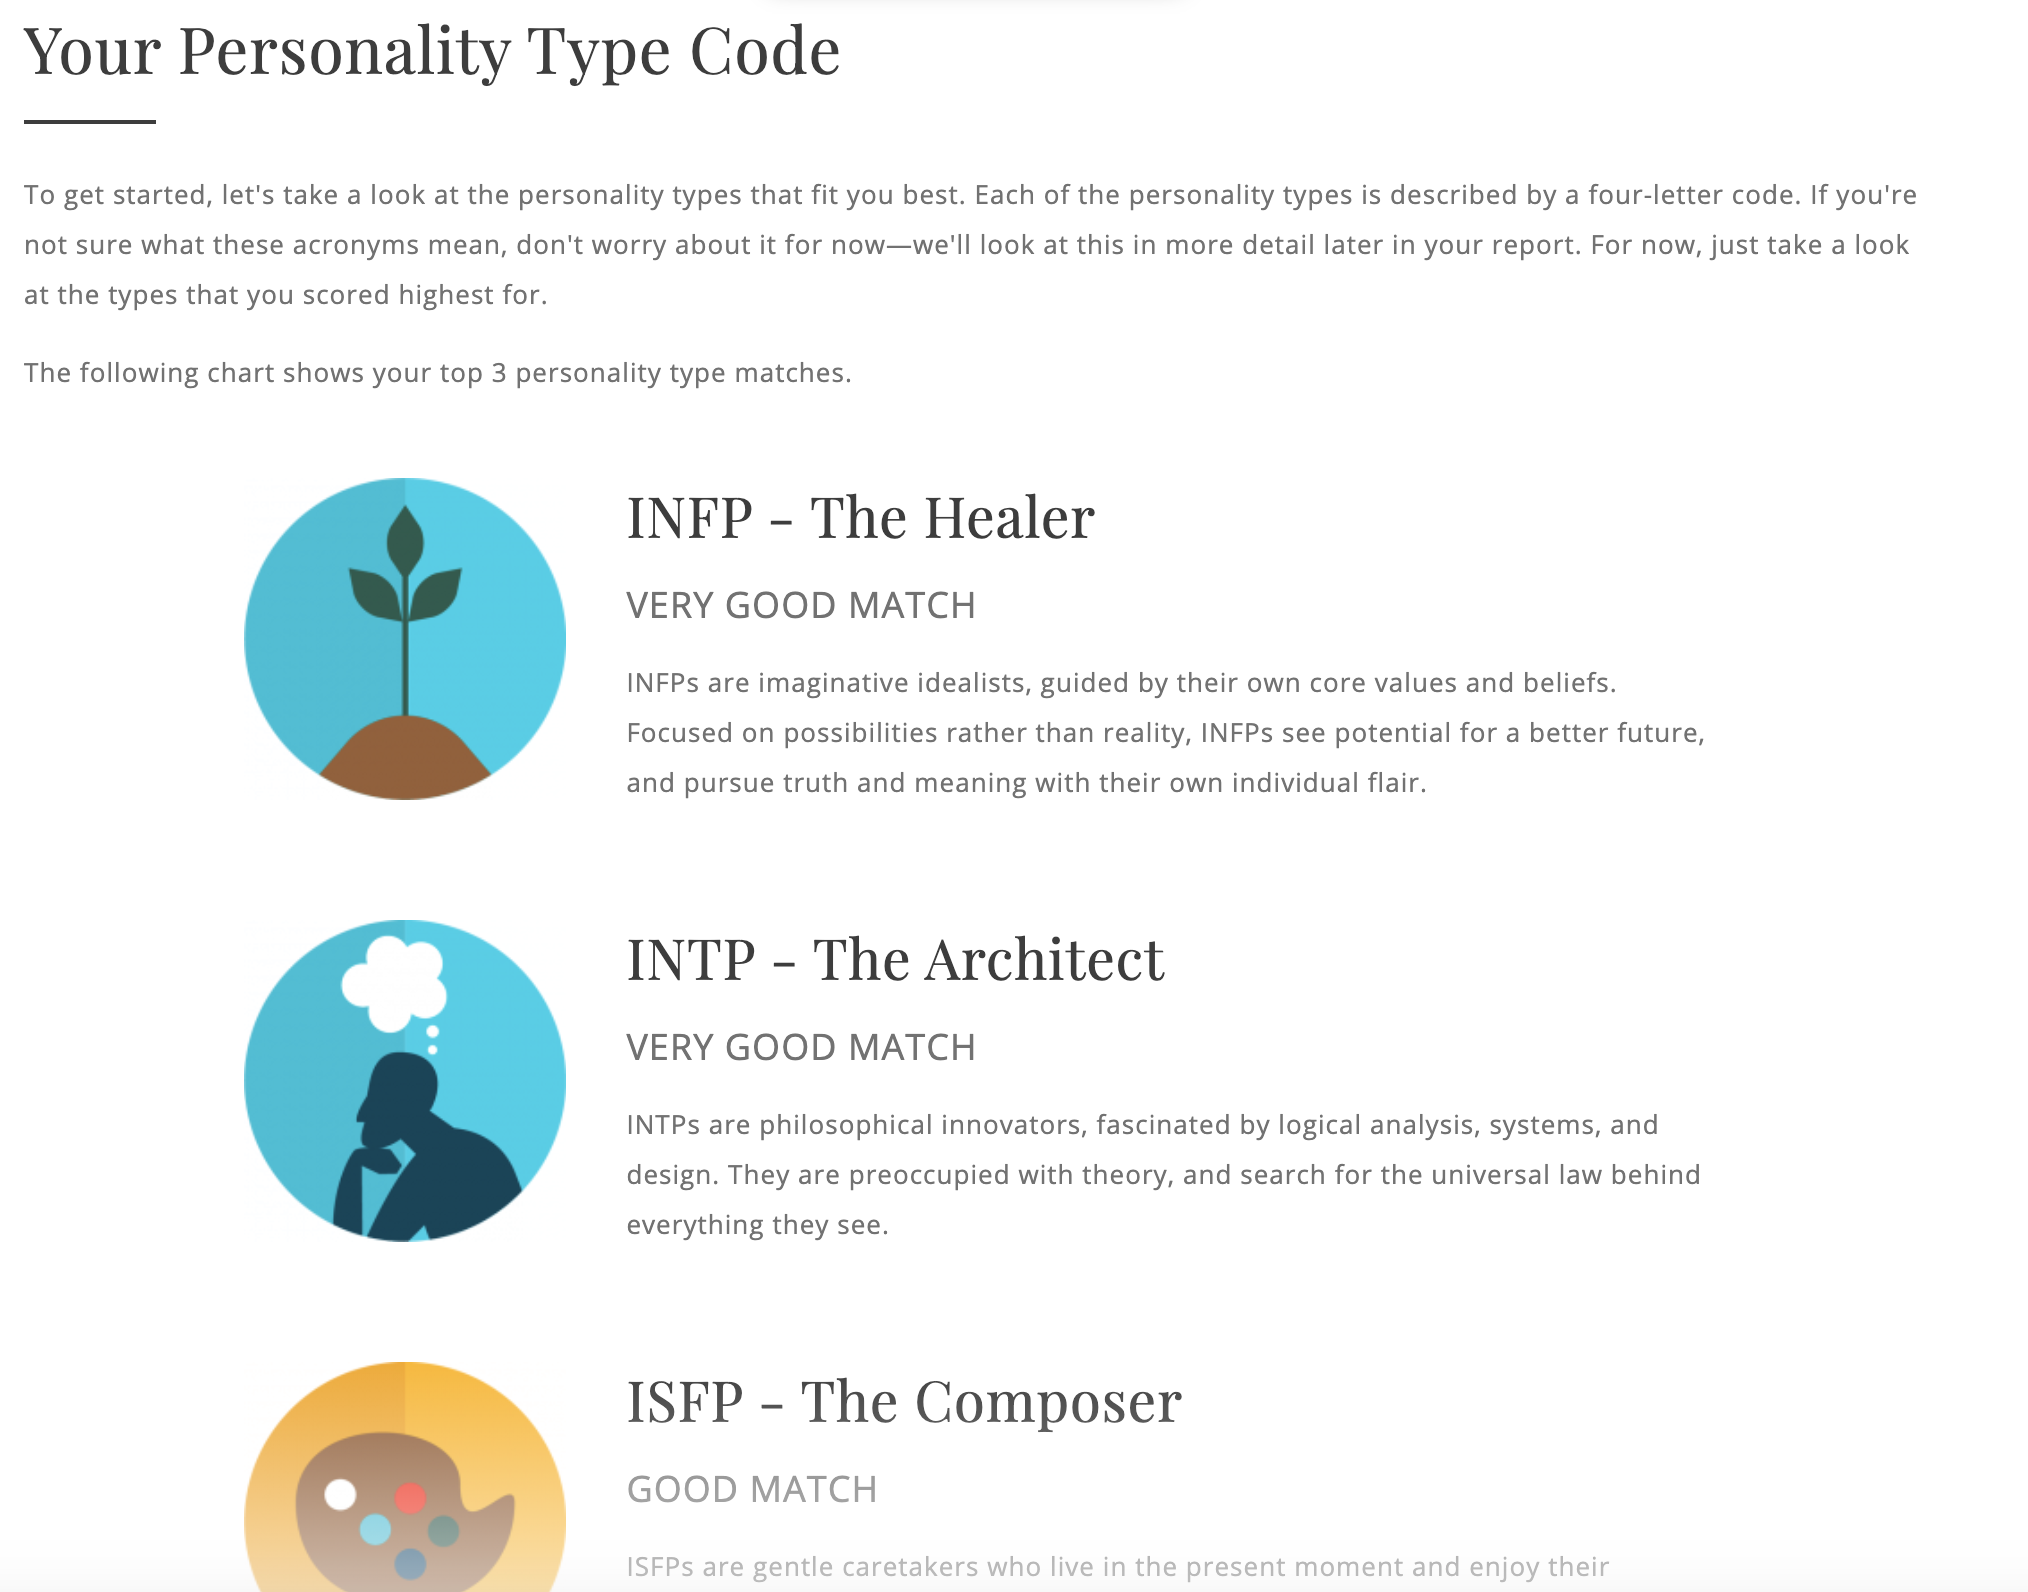 Your Personality Type Code
To get started, let's take a look at the personality types that fit you best. Each of the personality types is described by a four-letter code. If you're
not sure what these acronyms mean, don't worry about it for now—we'll look at this in more detail later in your report. For now, just take a look
at the types that you scored highest for.
The following chart shows your top 3 personality type matches.
INFP - The Healer
VERY GOOD MATCH
INFPs are imaginative idealists, guided by their own core values and beliefs.
Focused on possibilities rather than reality, INFPs see potential for a better future,
and pursue truth and meaning with their own individual flair.
INTP - The Architect
VERY GOOD MATCH
INTPs are philosophical innovators, fascinated by logical analysis, systems, and
design. They are preoccupied with theory, and search for the universal law behind
everything they see.
ISFP - The Composer
GOOD MATCH
ISFPs are gentle caretakers who live in the present moment and enjoy their